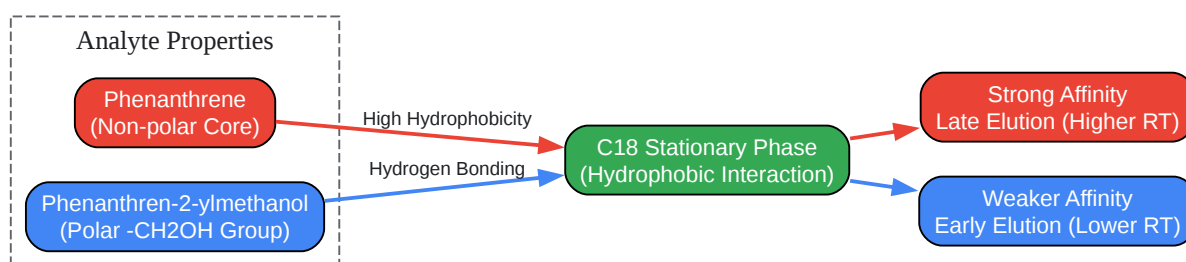 Analyte Properties
Phenanthrene
(Non-polar Core)
High Hydrophobicity
Phenanthren-2-ylmethanol
(Polar -CH2OH Group)
Hydrogen Bonding
C18 Stationary Phase
(Hydrophobic Interaction)
Strong Affinity
Late Elution (Higher RT)
Weaker Affinity
Early Elution (Lower RT)